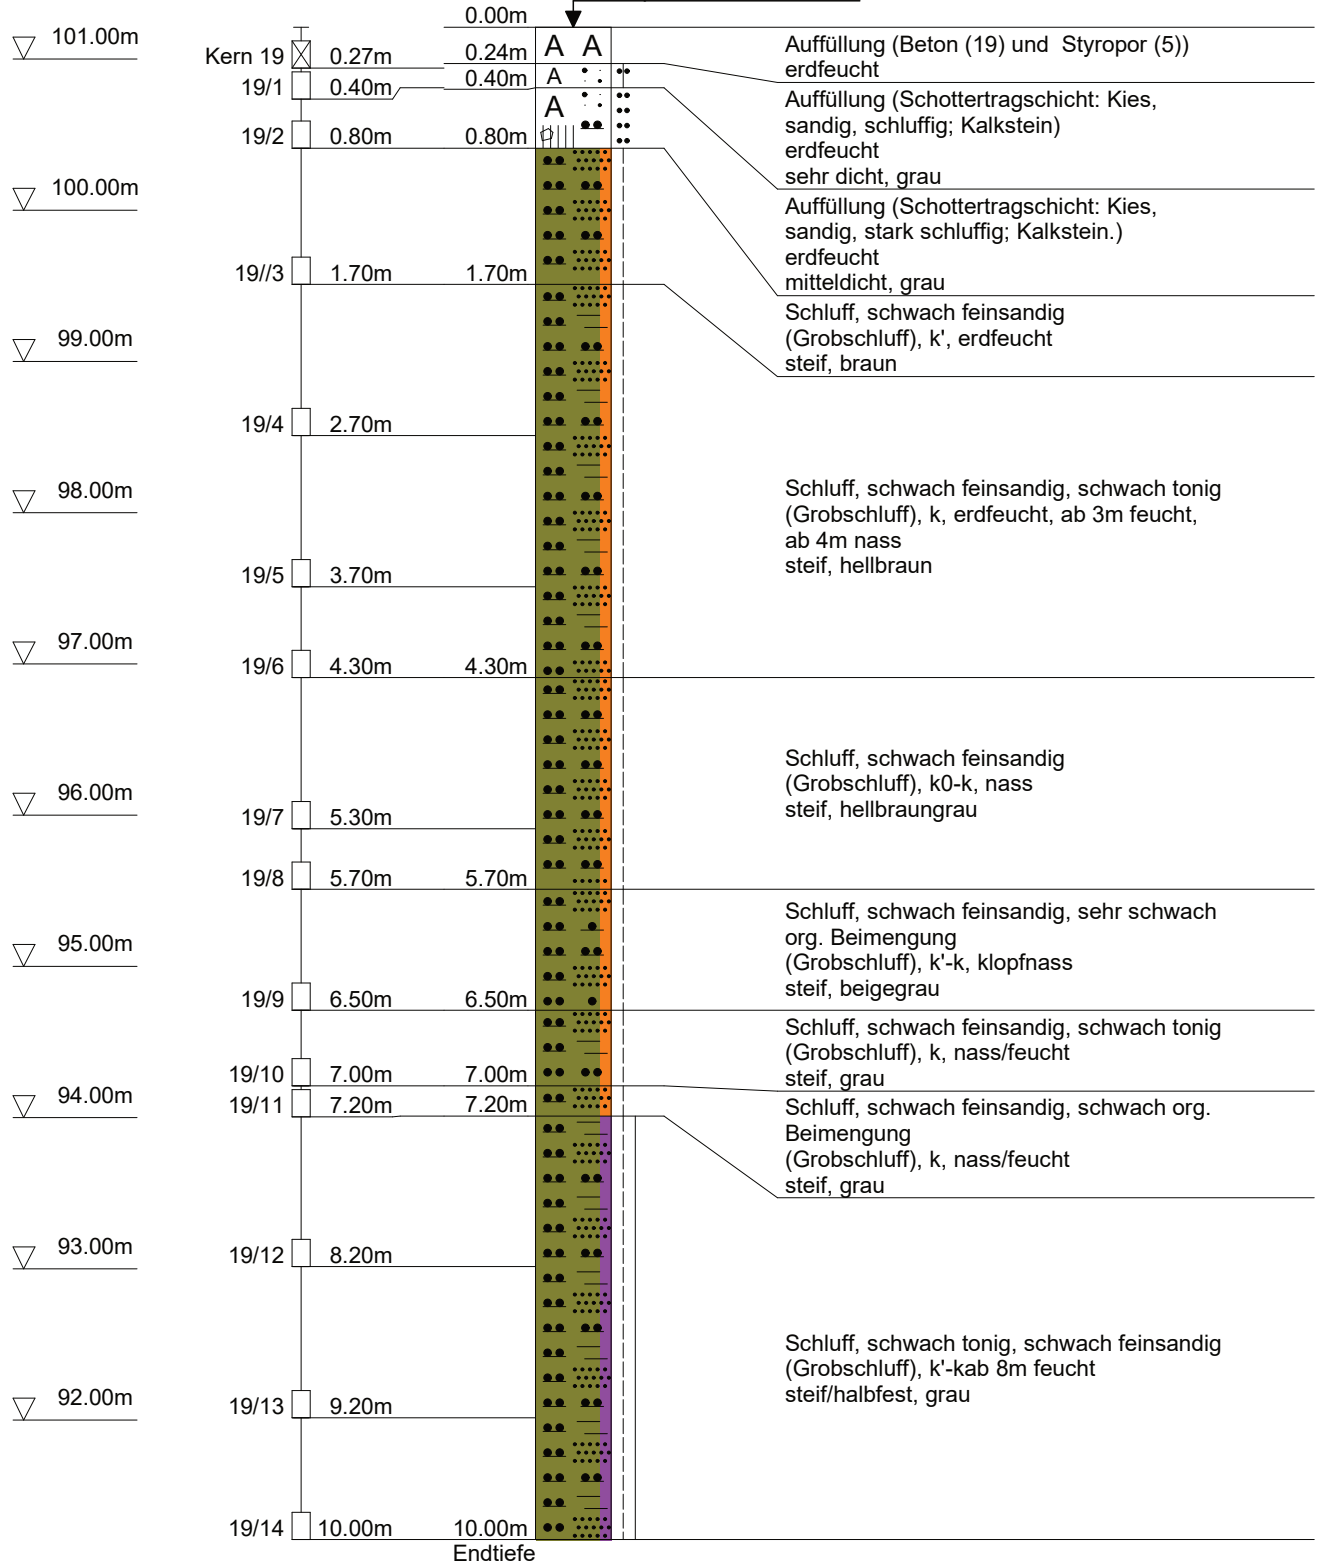 0.00m
101.00m
A A
Kern 19 0.27m 0.24m
Auffüllung (Beton (19) und Styropor (5))
erdfeucht
19/1 0.40m 0.40m
A
Auffüllung (Schottertragschicht: Kies,
sandig, schluffig; Kalkstein)
erdfeucht
sehr dicht, grau
A
19/2 0.80m 0.80m
100.00m
Auffüllung (Schottertragschicht: Kies,
sandig, stark schluffig; Kalkstein.)
erdfeucht
mitteldicht, grau
19//3 1.70m 1.70m
Schluff, schwach feinsandig
(Grobschluff), k', erdfeucht
steif, braun
99.00m
19/4 2.70m
98.00m
Schluff, schwach feinsandig, schwach tonig
(Grobschluff), k, erdfeucht, ab 3m feucht,
ab 4m nass
steif, hellbraun
19/5 3.70m
97.00m
19/6 4.30m 4.30m
Schluff, schwach feinsandig
(Grobschluff), k0-k, nass
steif, hellbraungrau
96.00m
19/7 5.30m
19/8 5.70m 5.70m
Schluff, schwach feinsandig, sehr schwach
org. Beimengung
(Grobschluff), k'-k, klopfnass
steif, beigegrau
95.00m
19/9 6.50m 6.50m
Schluff, schwach feinsandig, schwach tonig
(Grobschluff), k, nass/feucht
steif, grau
19/10 7.00m 7.00m
94.00m
19/11 7.20m 7.20m
Schluff, schwach feinsandig, schwach org.
Beimengung
(Grobschluff), k, nass/feucht
steif, grau
93.00m
19/12 8.20m
Schluff, schwach tonig, schwach feinsandig
(Grobschluff), k'-kab 8m feucht
steif/halbfest, grau
92.00m
19/13 9.20m
19/14 10.00m 10.00m
Endtiefe